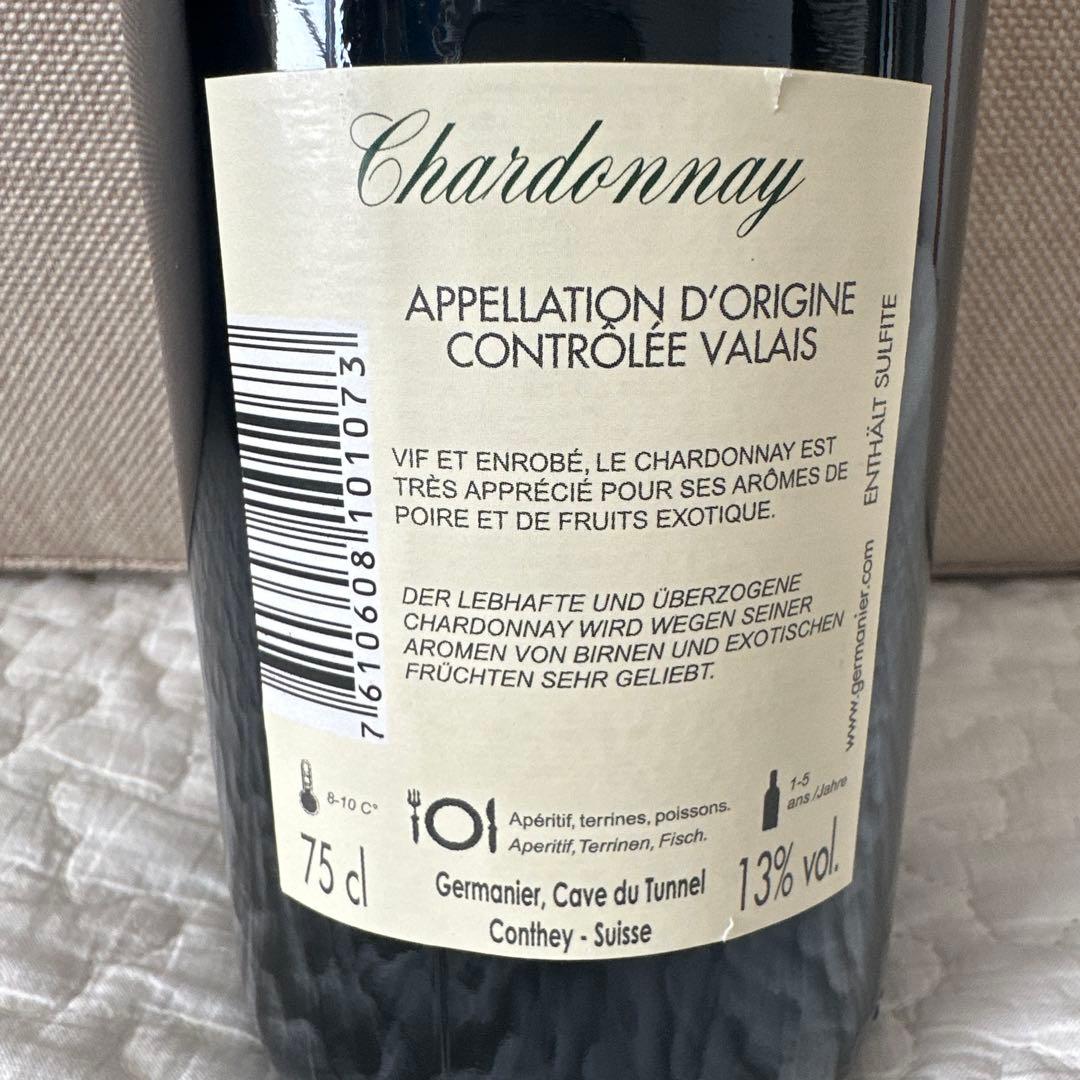 Chardonnay
APPELLATION D'ORIGINE
CONTRÔLÉE VALAIS
VIF ET ENROBÉ, LE CHARDONNAY EST
TRÈS APPRÉCIÉ POUR SES ARÔMES DE
POIRE ET DE FRUITS EXOTIQUE.
DER LEBHAFTE UND ÜBERZOGENE
CHARDONNAY WIRD WEGEN SEINER
AROMEN VON BIRNEN UND EXOTISCHEN
FRÜCHTEN SEHR GELIEBT.
7610608101073
www.germanier.com ENTHÄLT SULFITE
8-10 C°
Apéritif, terrines, poissons.
Aperitif, Terrinen, Fisch.
1-5
ans /Jahre
75 cl
Germanier, Cave du Tunnel
Conthey - Suisse
13% vol.